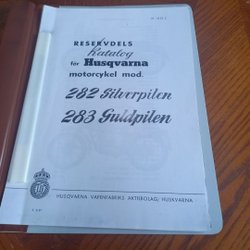 RESERVDELS
Katalog
för Husqvarna
motorcykel mod.
282 Silverpilen
283 Guldpilen
HUSQVARNA VAPENFABRIKS AKTIEBOLAG, HUSKVARNA